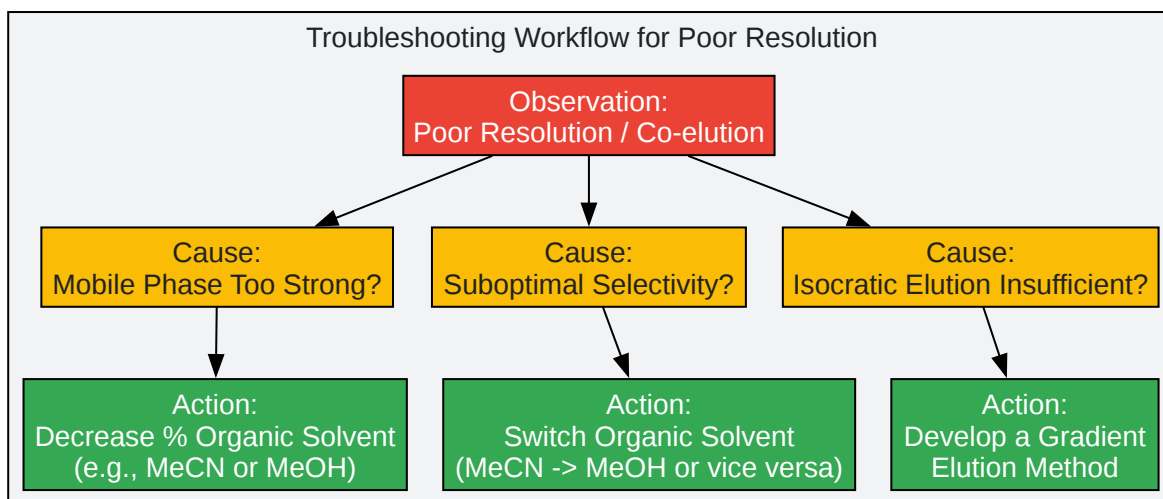 Troubleshooting Workflow for Poor Resolution
Observation:
Poor Resolution / Co-elution
Cause:
Mobile Phase Too Strong?
Cause:
Suboptimal Selectivity?
Cause:
Isocratic Elution Insufficient?
Action:
Decrease % Organic Solvent
(e.g., MeCN or MeOH)
Action:
Switch Organic Solvent
(MeCN -> MeOH or vice versa)
Action:
Develop a Gradient
Elution Method